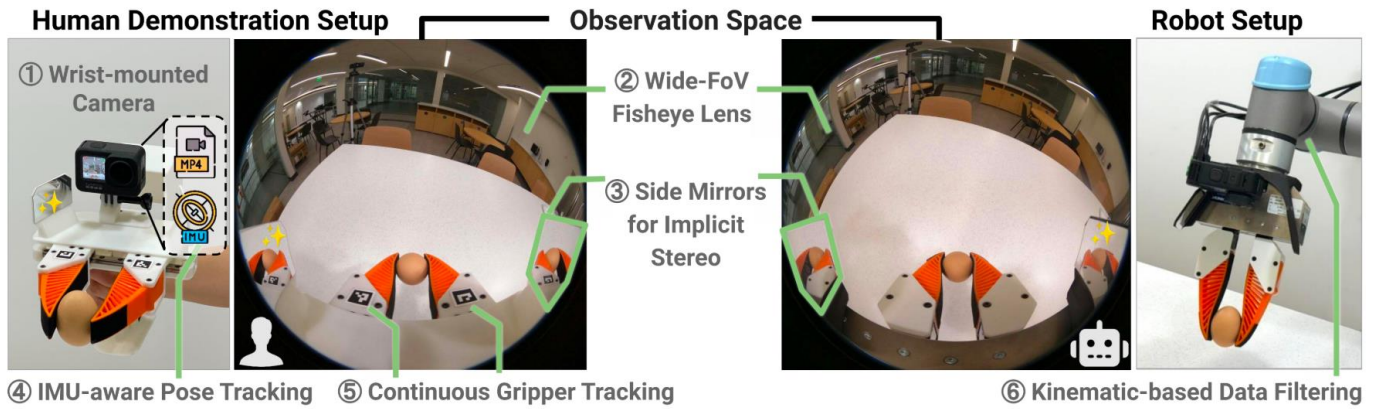 Human Demonstration Setup
Observation Space
Robot Setup
① Wrist-mounted
Camera
MP4
IMU
② Wide-FoV
Fisheye Lens
③ Side Mirrors
for Implicit
Stereo
④ IMU-aware Pose Tracking
⑤ Continuous Gripper Tracking
⑥ Kinematic-based Data Filtering